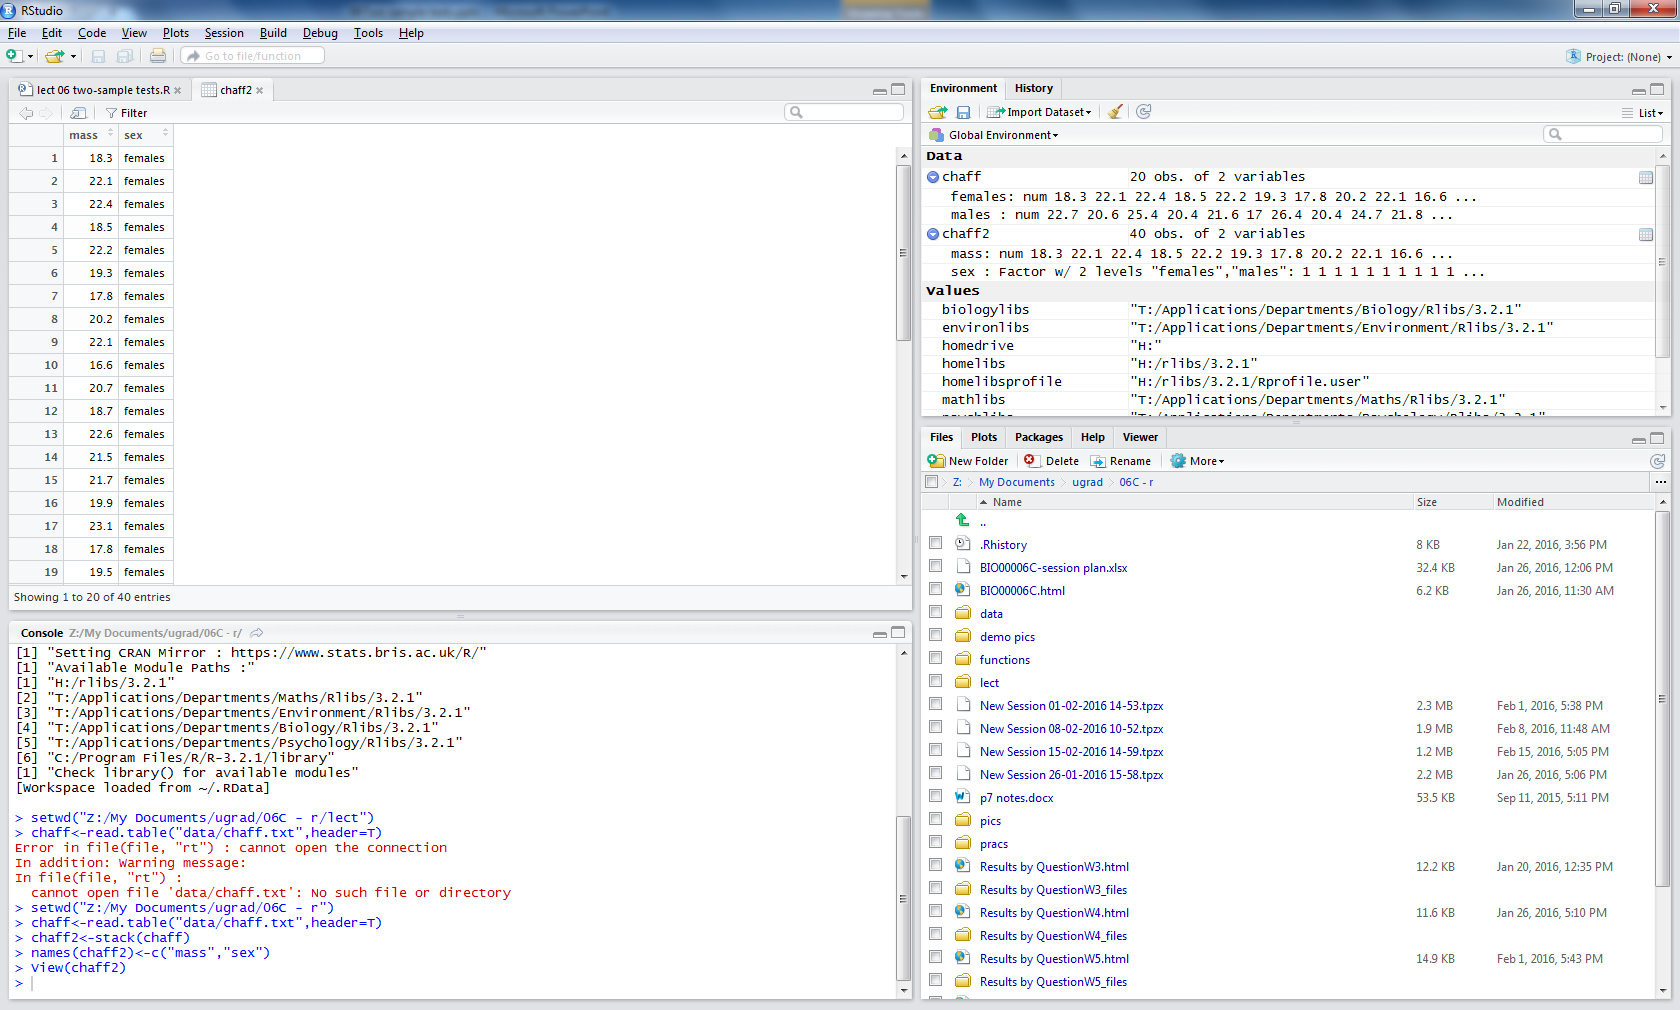 RStudio
File Edit Code View Plots Session Build Debug Tools Help
Go to file/function
Project: (None)
lect 06 two-sample tests.R
chaff2
Filter
mass sex
1 18.3 females
2 22.1 females
3 22.4 females
4 18.5 females
5 22.2 females
6 19.3 females
7 17.8 females
8 20.2 females
9 22.1 females
10 16.6 females
11 20.7 females
12 18.7 females
13 22.6 females
14 21.5 females
15 21.7 females
16 19.9 females
17 23.1 females
18 17.8 females
19 19.5 females
Showing 1 to 20 of 40 entries
Console Z:/My Documents/ugrad/06C - r/
[1] "Setting CRAN Mirror : https://www.stats.bris.ac.uk/R/"
[1] "Available Module Paths :"
[1] "H:/rlibs/3.2.1"
[2] "T:/Applications/Departments/Maths/Rlibs/3.2.1"
[3] "T:/Applications/Departments/Environment/Rlibs/3.2.1"
[4] "T:/Applications/Departments/Biology/Rlibs/3.2.1"
[5] "T:/Applications/Departments/Psychology/Rlibs/3.2.1"
[6] "C:/Program Files/R/R-3.2.1/library"
[1] "Check library() for available modules"
[Workspace loaded from ~/.RData]
> setwd("Z:/My Documents/ugrad/06C - r/lect")
> chaff<-read.table("data/chaff.txt",header=T)
Error in file(file, "rt") : cannot open the connection
In addition: Warning message:
In file(file, "rt") :
cannot open file 'data/chaff.txt': No such file or directory
> setwd("Z:/My Documents/ugrad/06C - r")
> chaff<-read.table("data/chaff.txt",header=T)
> chaff2<-stack(chaff)
> names(chaff2)<-c("mass","sex")
> View(chaff2)
>
Environment History
Import Dataset
List
Global Environment
Data
chaff 20 obs. of 2 variables
females: num 18.3 22.1 22.4 18.5 22.2 19.3 17.8 20.2 22.1 16.6 ...
males : num 22.7 20.6 25.4 20.4 21.6 17 26.4 20.4 24.7 21.8 ...
chaff2 40 obs. of 2 variables
mass: num 18.3 22.1 22.4 18.5 22.2 19.3 17.8 20.2 22.1 16.6 ...
sex : Factor w/ 2 levels "females","males": 1 1 1 1 1 1 1 1 1 1 ...
Values
biologylibs "T:/Applications/Departments/Biology/Rlibs/3.2.1"
environlibs "T:/Applications/Departments/Environment/Rlibs/3.2.1"
homedrive "H:"
homelibs "H:/rlibs/3.2.1"
homelibsprofile "H:/rlibs/3.2.1/Rprofile.user"
mathlibs "T:/Applications/Departments/Maths/Rlibs/3.2.1"
psychlibs "T:/Applications/Departments/Psychology/Rlibs/3.2.1"
Files Plots Packages Help Viewer
New Folder Delete Rename More
Z: My Documents ugrad 06C - r ...
Name Size Modified
..
.Rhistory 8 KB Jan 22, 2016, 3:56 PM
BIO00006C-session plan.xlsx 32.4 KB Jan 26, 2016, 12:06 PM
BIO00006C.html 6.2 KB Jan 26, 2016, 11:30 AM
data
demo pics
functions
lect
New Session 01-02-2016 14-53.tpzx 2.3 MB Feb 1, 2016, 5:38 PM
New Session 08-02-2016 10-52.tpzx 1.9 MB Feb 8, 2016, 11:48 AM
New Session 15-02-2016 14-59.tpzx 1.2 MB Feb 15, 2016, 5:05 PM
New Session 26-01-2016 15-58.tpzx 2.2 MB Jan 26, 2016, 5:06 PM
p7 notes.docx 53.5 KB Sep 11, 2015, 5:11 PM
pics
pracs
Results by QuestionW3.html 12.2 KB Jan 20, 2016, 12:35 PM
Results by QuestionW3_files
Results by QuestionW4.html 11.6 KB Jan 26, 2016, 5:10 PM
Results by QuestionW4_files
Results by QuestionW5.html 14.9 KB Feb 1, 2016, 5:43 PM
Results by QuestionW5_files